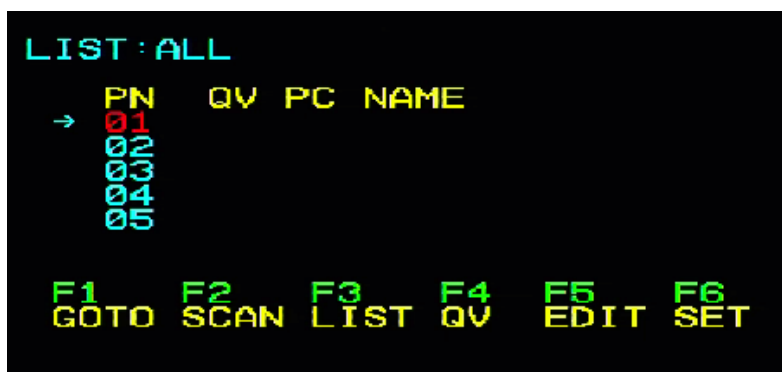 LIST:ALL
PN QV PC NAME
→ 01
02
03
04
05
F1 F2 F3 F4 F5 F6
GOTO SCAN LIST QV EDIT SET